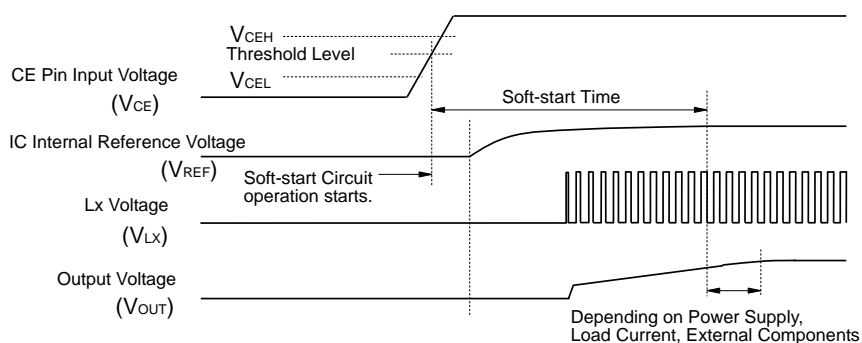 VCEH
Threshold Level
VCEL
CE Pin Input Voltage
(VCE)
Soft-start Time
IC Internal Reference Voltage
(VREF)
Soft-start Circuit
operation starts.
Lx Voltage
(VLX)
Output Voltage
(VOUT)
Depending on Power Supply,
Load Current, External Components